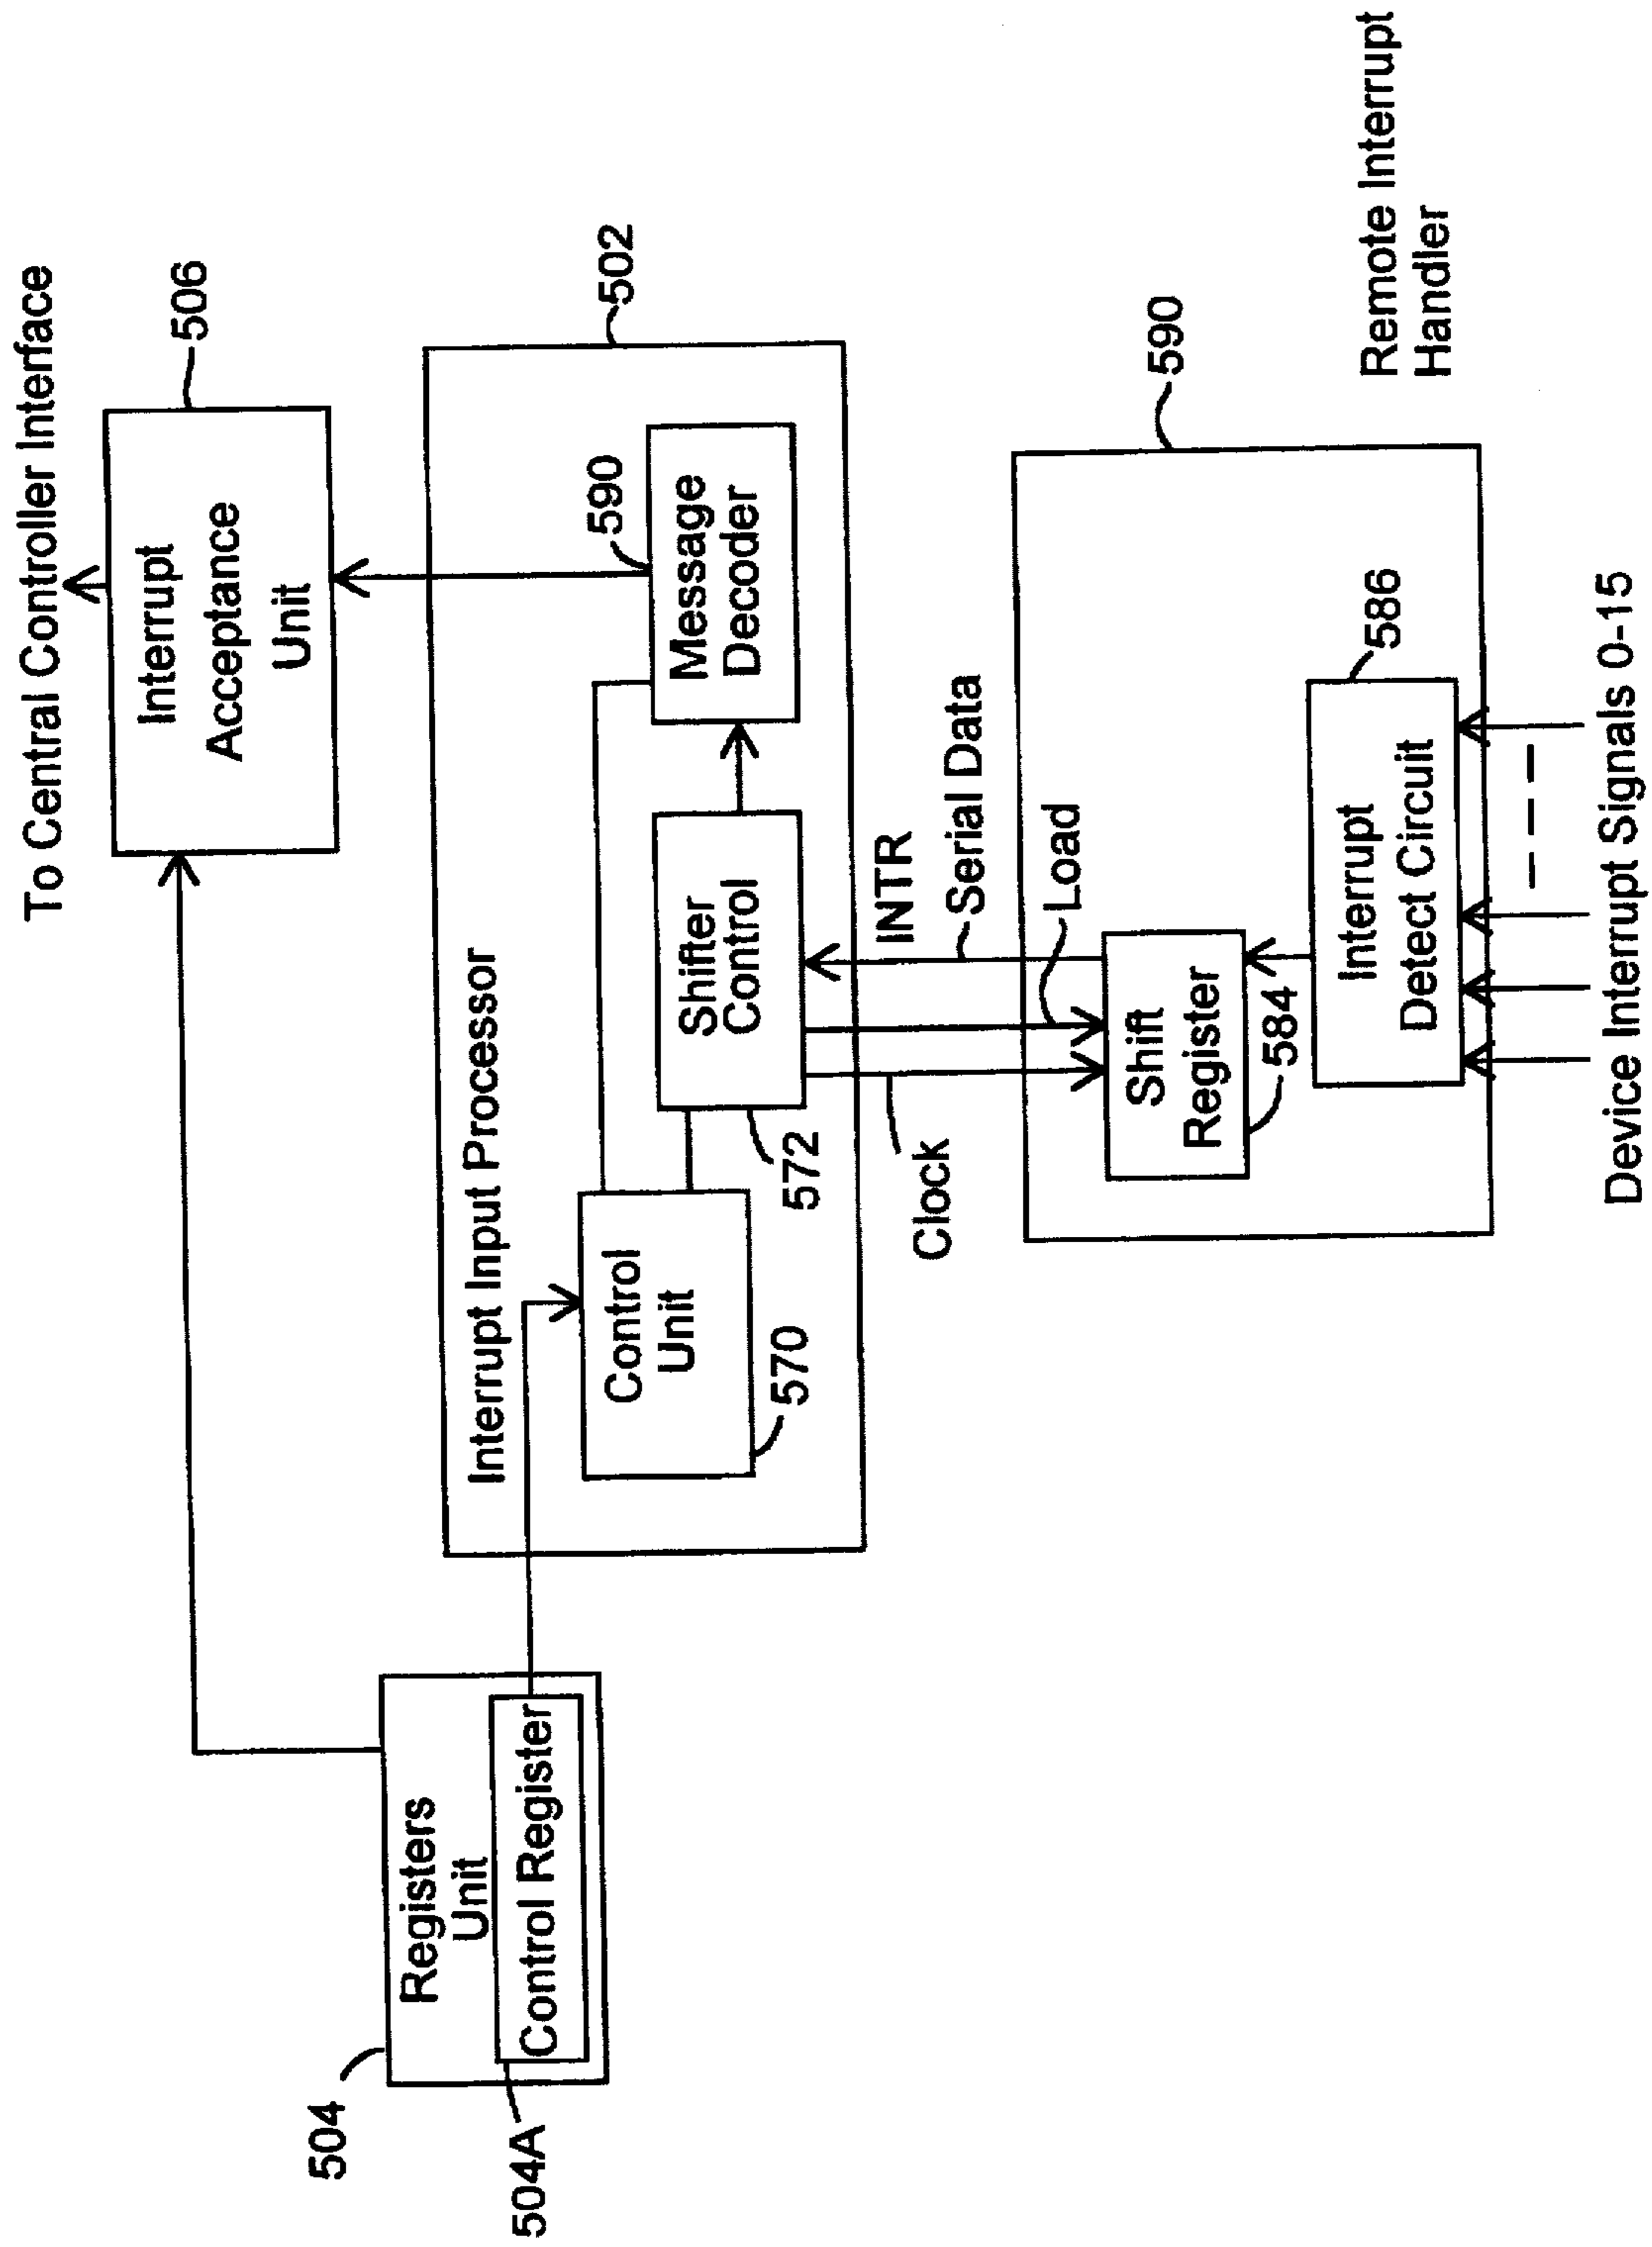 To Central Controller Interface
506
Interrupt
Acceptance
Unit
504
Registers
Unit
Control Register
504A
Interrupt Input Processor
502
Control
Unit
570
Shifter
Control
572
590
Message
Decoder
INTR
Serial Data
Load
Clock
590
Shift
Register
584
Interrupt
Detect Circuit
586
Remote Interrupt
Handler
Device Interrupt Signals 0-15